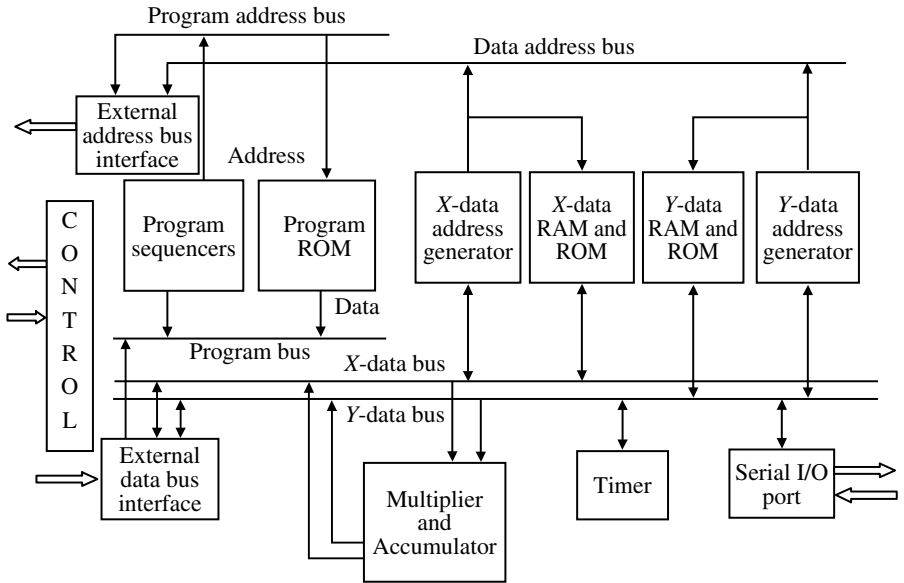 Program address bus
Data address bus
External
address bus
interface
Address
Program
sequencers
Program
ROM
X-data
address
generator
X-data
RAM and
ROM
Y-data
RAM and
ROM
Y-data
address
generator
C
O
N
T
R
O
L
Data
Program bus
X-data bus
Y-data bus
External
data bus
interface
Multiplier
and
Accumulator
Timer
Serial I/O
port